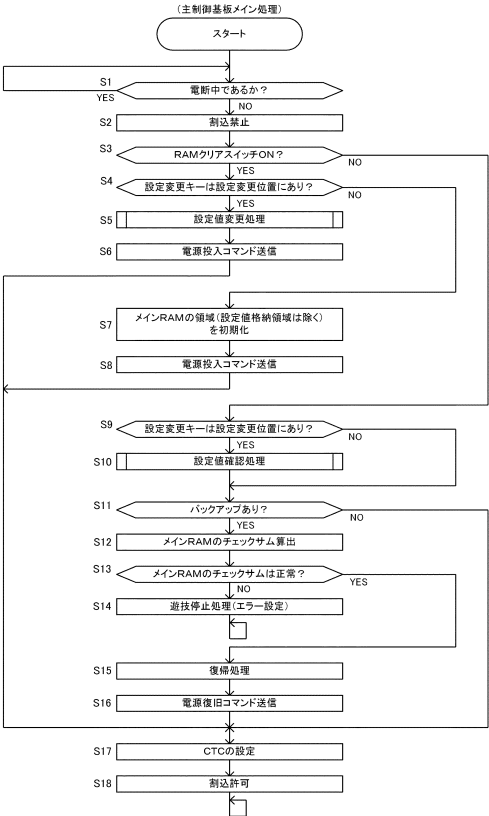 (主制御基板メイン処理)
スタート
S1
電断中であるか？
YES
NO
S2
割込禁止
S3
RAMクリアスイッチON？
NO
YES
S4
設定変更キーは設定変更位置にあり？
NO
YES
S5
設定値変更処理
S6
電源投入コマンド送信
S7
メインRAMの領域(設定値格納領域は除く)
を初期化
S8
電源投入コマンド送信
S9
設定変更キーは設定変更位置にあり？
NO
YES
S10
設定値確認処理
S11
バックアップあり？
NO
YES
S12
メインRAMのチェックサム算出
S13
メインRAMのチェックサムは正常？
YES
NO
S14
遊技停止処理(エラー設定)
S15
復帰処理
S16
電源復旧コマンド送信
S17
CTCの設定
S18
割込許可